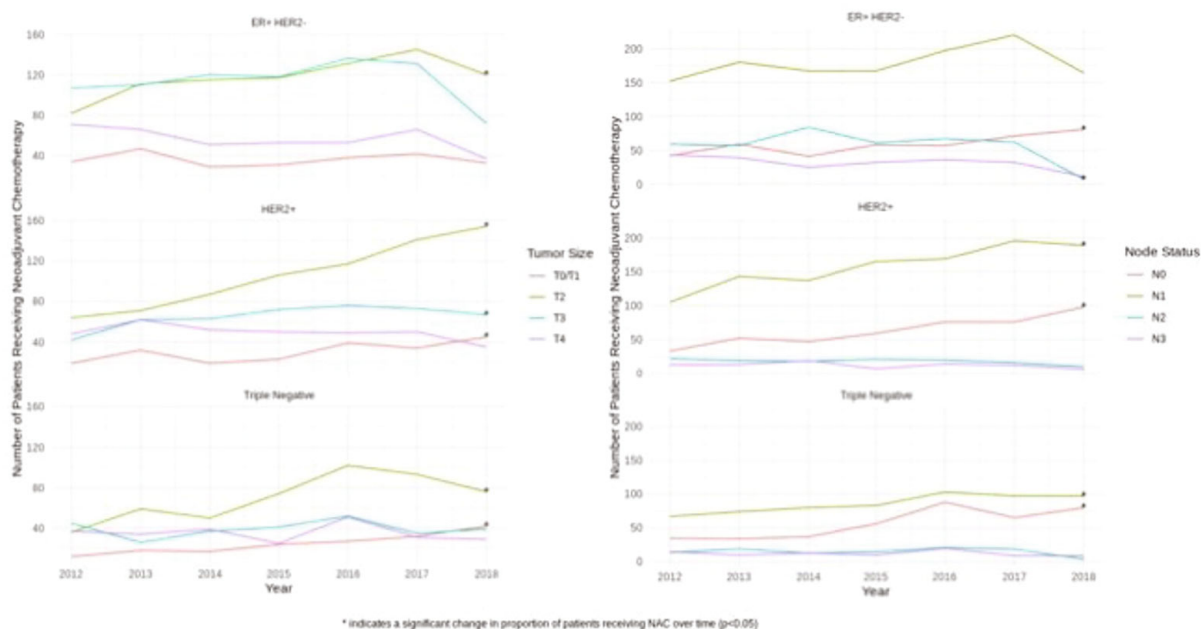 ER+ HER2-
160
120
80
40
HER2+
160
120
80
40
Triple Negative
160
120
80
40
2012 2013 2014 2015 2016 2017 2018
Year
Number of Patients Receiving Neoadjuvant Chemotherapy
Tumor Size
T0/T1
T2
T3
T4
ER+ HER2-
200
150
100
50
0
HER2+
200
150
100
50
0
Triple Negative
200
150
100
50
0
2012 2013 2014 2015 2016 2017 2018
Year
Number of Patients Receiving Neoadjuvant Chemotherapy
Node Status
N0
N1
N2
N3
* indicates a significant change in proportion of patients receiving NAC over time (p<0.05)